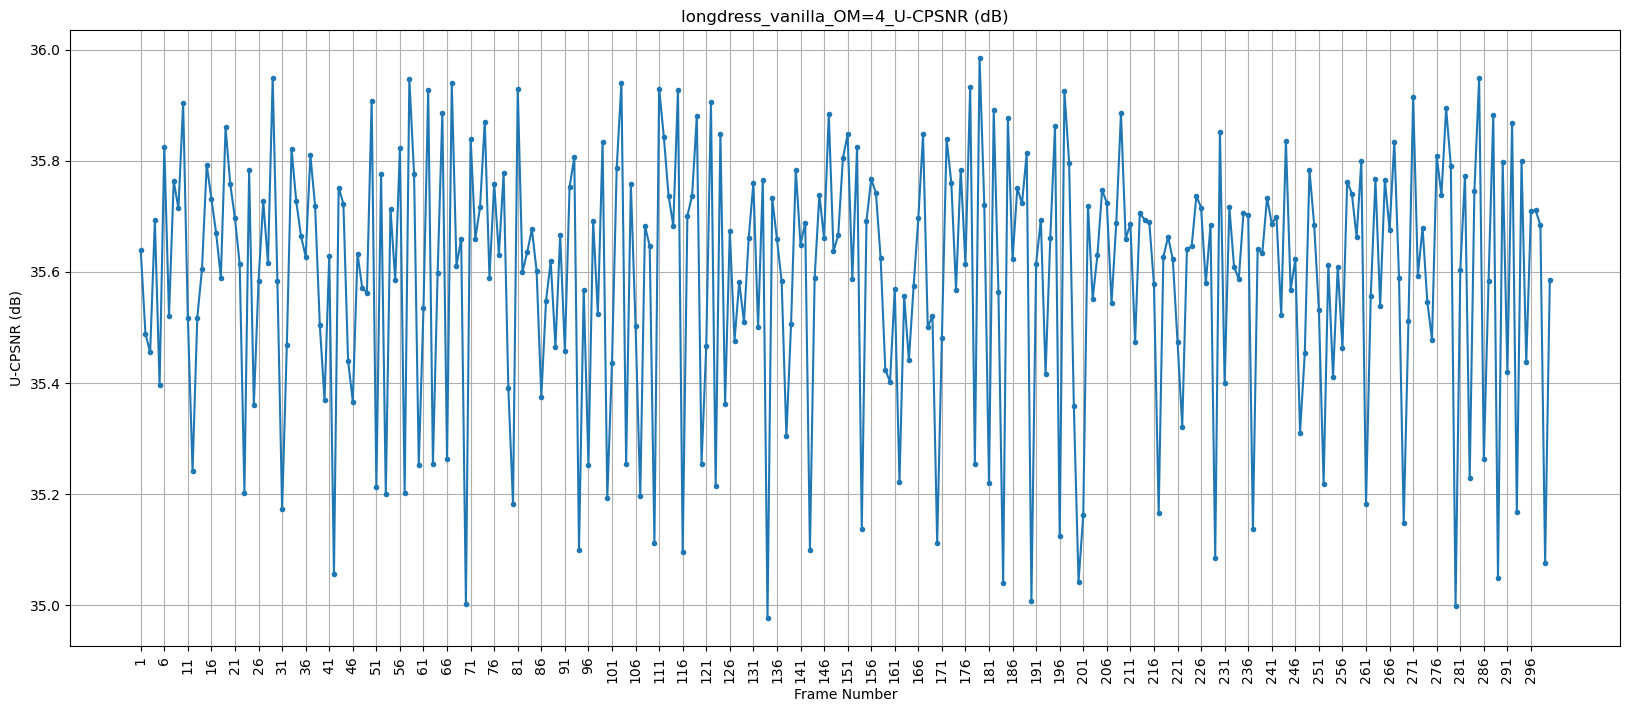 longdress_vanilla_OM=4_U-CPSNR (dB)
36.0
35.8
35.6
35.4
35.2
35.0
U-CPSNR (dB)
1 6 11 16 21 26 31 36 41 46 51 56 61 66 71 76 81 86 91 96 101 106 111 116 121 126 131 136 141 146 151 156 161 166 171 176 181 186 191 196 201 206 211 216 221 226 231 236 241 246 251 256 261 266 271 276 281 286 291 296
Frame Number